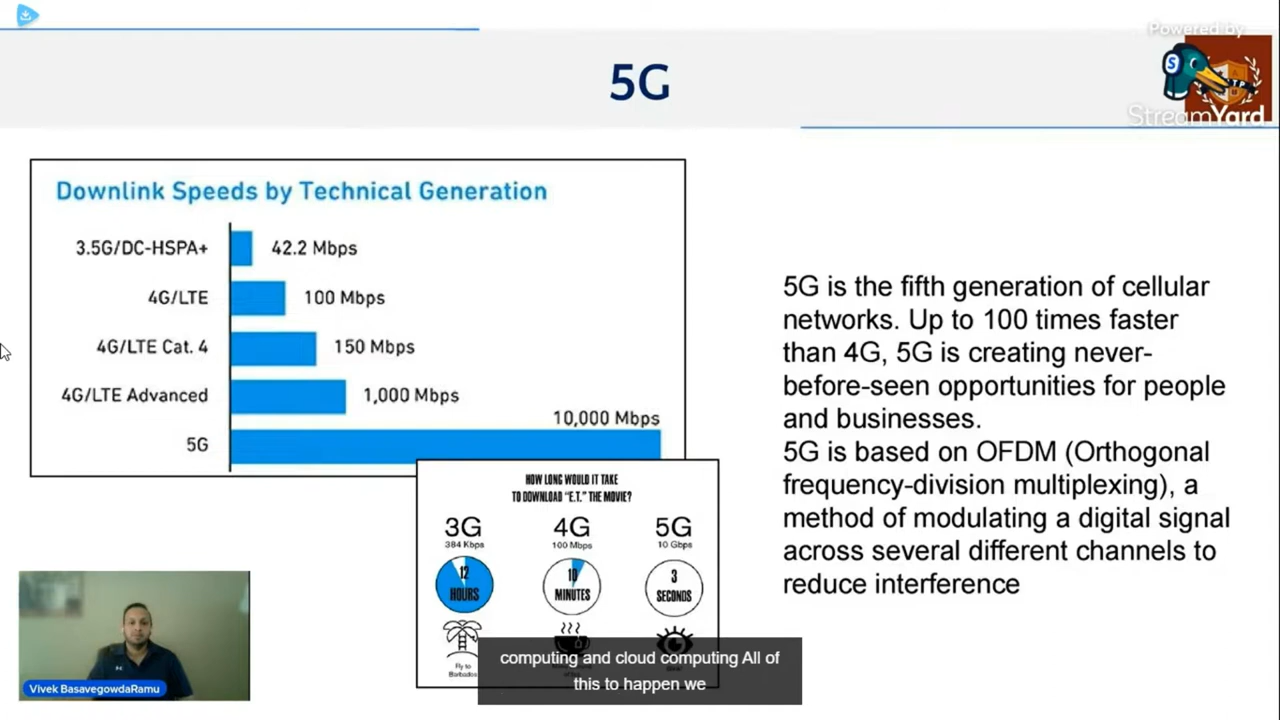 Powered by
5G
StreamYard
Downlink Speeds by Technical Generation
3.5G/DC-HSPA+ 42.2 Mbps
4G/LTE 100 Mbps
4G/LTE Cat. 4 150 Mbps
4G/LTE Advanced 1,000 Mbps
5G 10,000 Mbps
5G is the fifth generation of cellular
networks. Up to 100 times faster
than 4G, 5G is creating never-
before-seen opportunities for people
and businesses.
5G is based on OFDM (Orthogonal
frequency-division multiplexing), a
method of modulating a digital signal
across several different channels to
reduce interference
HOW LONG WOULD IT TAKE
TO DOWNLOAD “E.T.” THE MOVIE?
3G 4G 5G
384 Kbps 100 Mbps 10 Gbps
12 HOURS
10 MINUTES
3 SECONDS
Fly to
Barbados
Vivek BasavegowdaRamu
computing and cloud computing All of
this to happen we